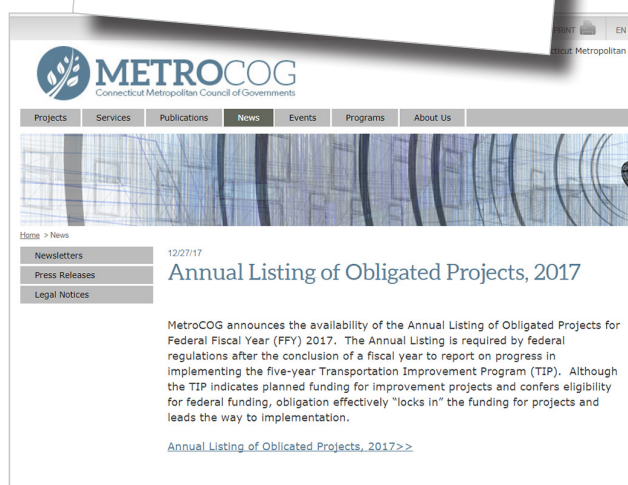 PRINT
EN
METROCOG
Connecticut Metropolitan Council of Governments
Metropolitan
Projects Services Publications News Events Programs About Us
Home > News
Newsletters
Press Releases
Legal Notices
12/27/17
Annual Listing of Obligated Projects, 2017
MetroCOG announces the availability of the Annual Listing of Obligated Projects for
Federal Fiscal Year (FFY) 2017. The Annual Listing is required by federal
regulations after the conclusion of a fiscal year to report on progress in
implementing the five-year Transportation Improvement Program (TIP). Although
the TIP indicates planned funding for improvement projects and confers eligibility
for federal funding, obligation effectively “locks in” the funding for projects and
leads the way to implementation.
Annual Listing of Oblicated Projects, 2017>>